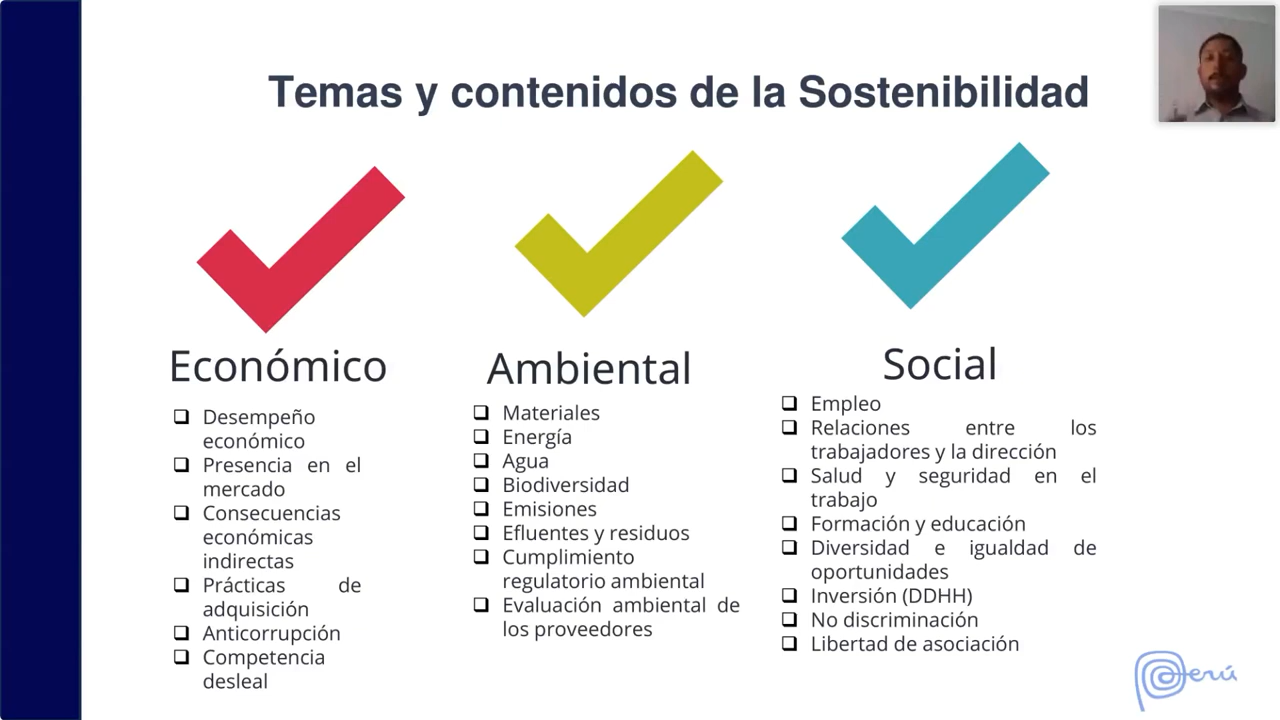 Temas y contenidos de la Sostenibilidad
Económico
Desempeño
económico
Presencia en el
mercado
Consecuencias
económicas
indirectas
Prácticas de
adquisición
Anticorrupción
Competencia
desleal
Ambiental
Materiales
Energía
Agua
Biodiversidad
Emisiones
Efluentes y residuos
Cumplimiento
regulatorio ambiental
Evaluación ambiental de
los proveedores
Social
Empleo
Relaciones entre los
trabajadores y la dirección
Salud y seguridad en el
trabajo
Formación y educación
Diversidad e igualdad de
oportunidades
Inversión (DDHH)
No discriminación
Libertad de asociación
Perú